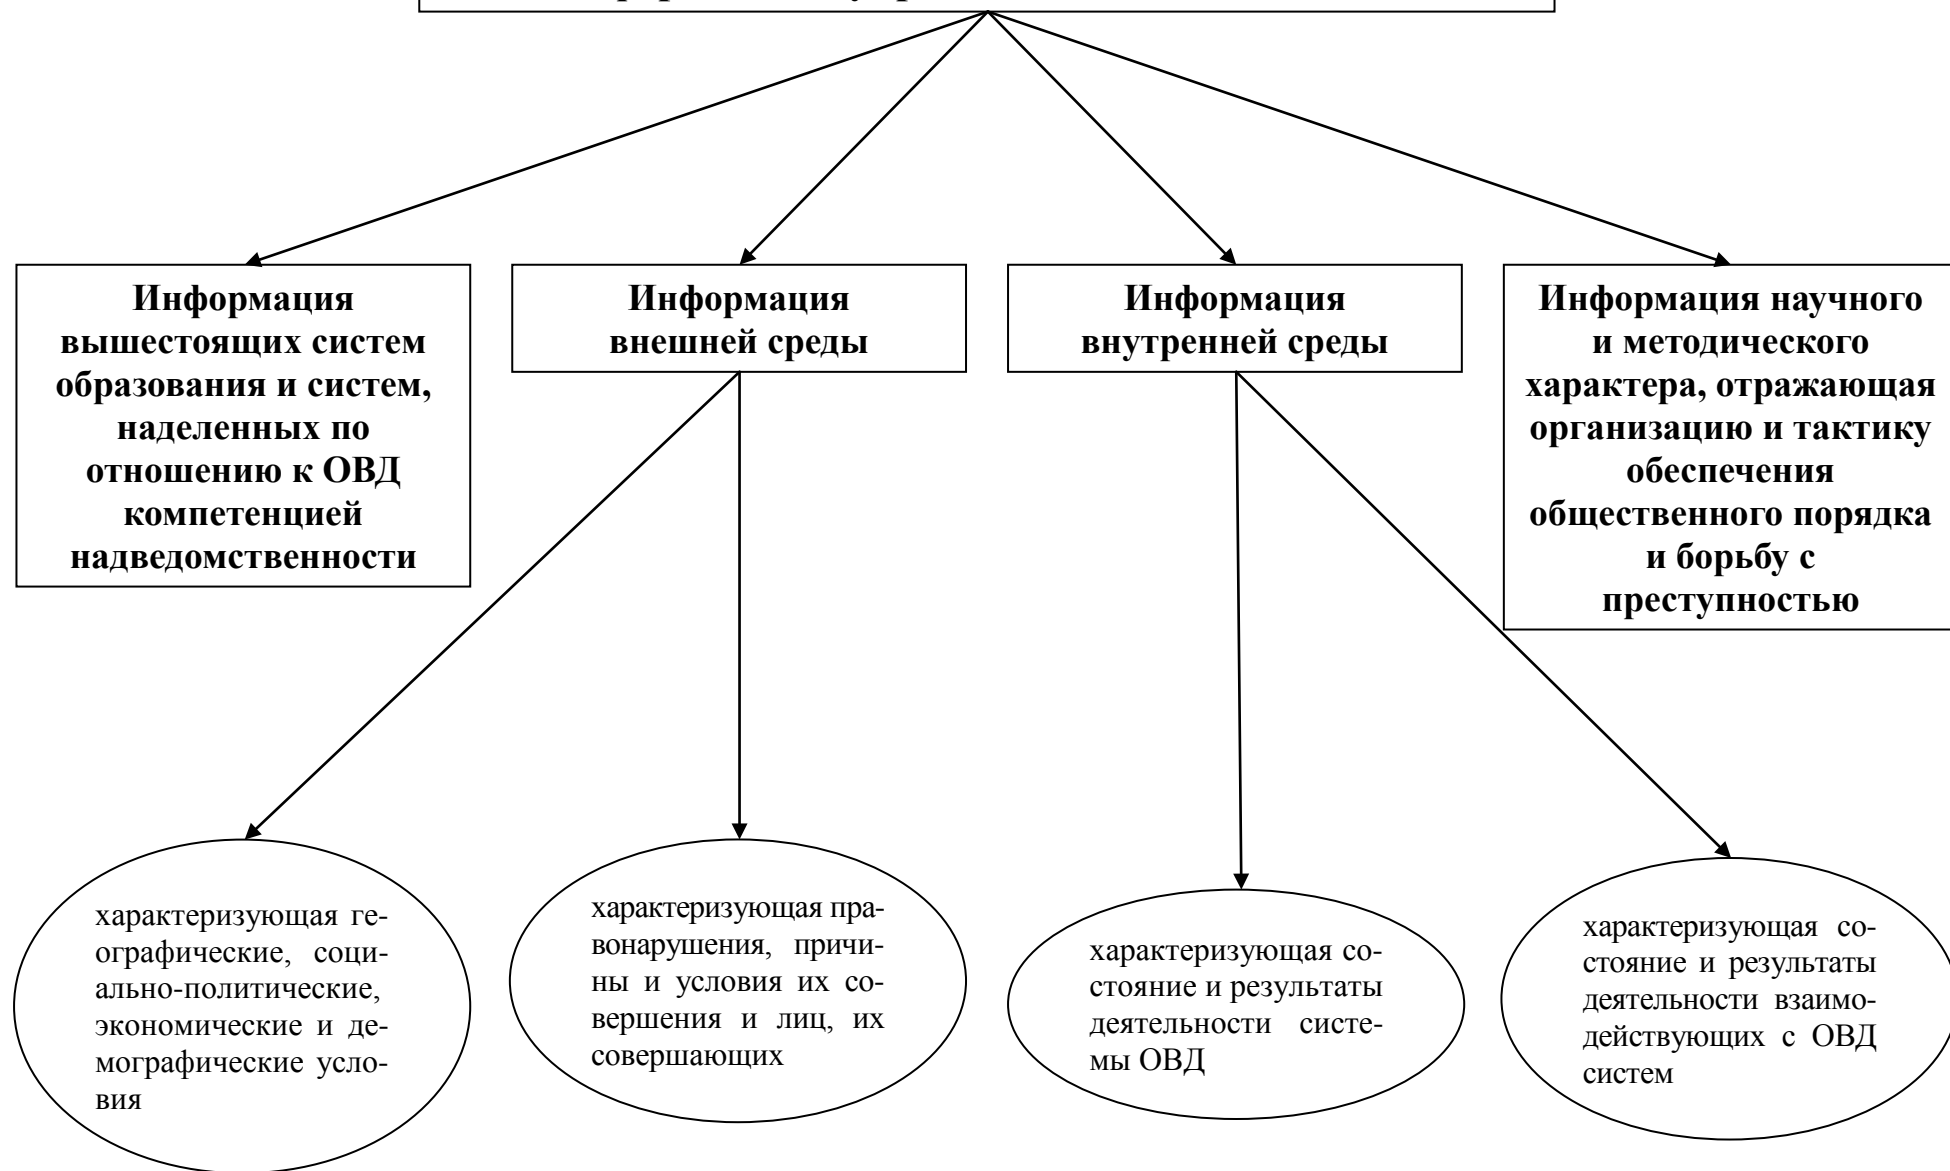 Информация
вышестоящих систем
образования и систем,
наделенных по
отношению к ОВД
компетенцией
надведомственности
Информация
внешней среды
Информация
внутренней среды
Информация научного
и методического
характера, отражающая
организацию и тактику
обеспечения
общественного порядка
и борьбу с
преступностью
характеризующая ге-
ографические, соци-
ально-политические,
экономические и де-
мографические усло-
вия
характеризующая пра-
вонарушения, причи-
ны и условия их со-
вершения и лиц, их
совершающих
характеризующая со-
стояние и результаты
деятельности систе-
мы ОВД
характеризующая со-
стояние и результаты
деятельности взаимо-
действующих с ОВД
систем